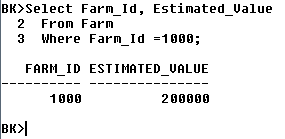 BK>Select Farm_Id, Estimated_Value
  2  From Farm
  3  Where Farm_Id =1000;
   FARM_ID ESTIMATED_VALUE
---------- ---------------
      1000          200000
BK>